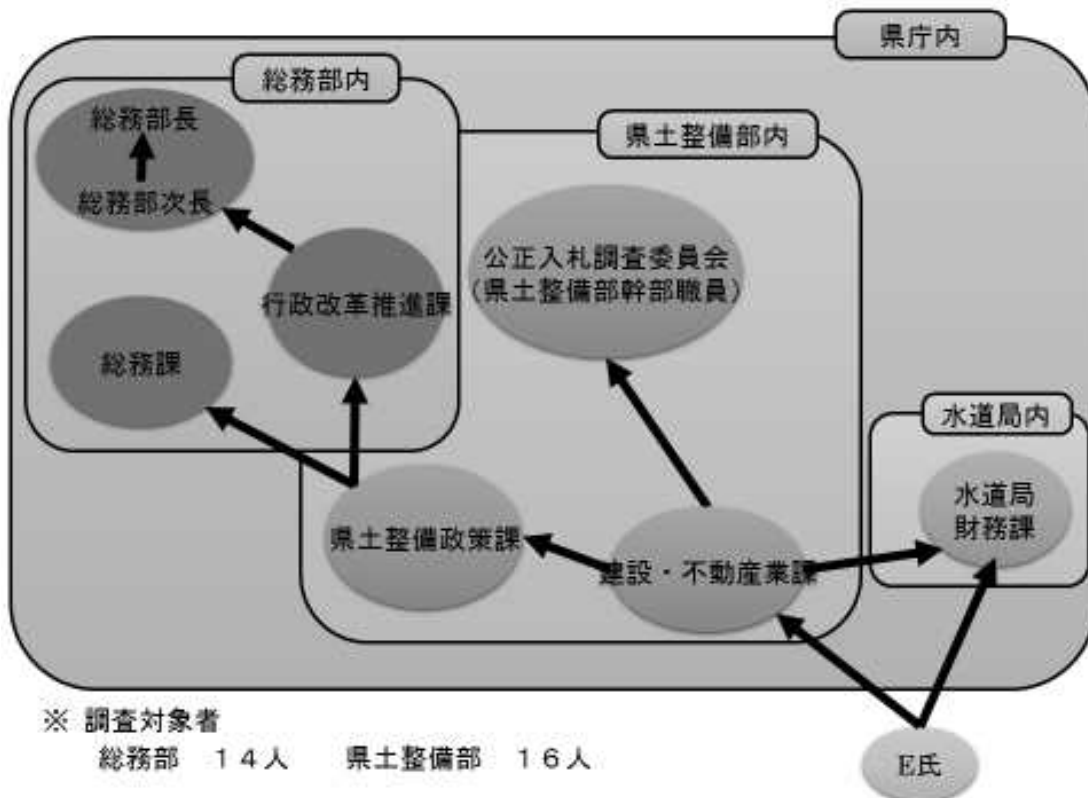 県庁内
総務部内
総務部長
総務部次長
県土整備部内
公正入札調査委員会
(県土整備部幹部職員)
行政改革推進課
総務課
水道局内
水道局
財務課
県土整備政策課
建設・不動産業課
※ 調査対象者
総務部 14人 県土整備部 16人
E氏